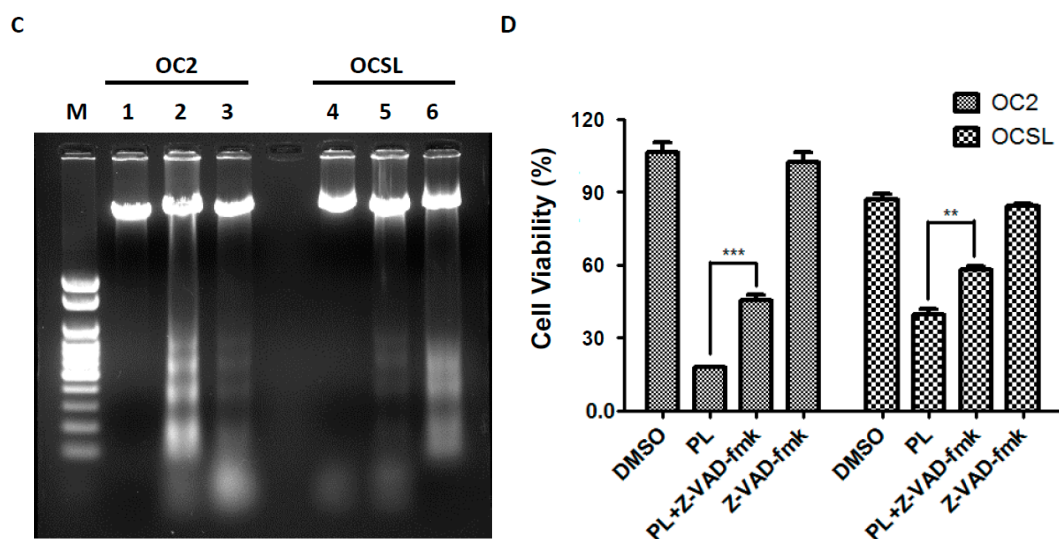 C
OC2
OCSL
M 1 2 3 4 5 6
D
OC2
OCSL
Cell Viability (%)
120
90
60
30
0.0
***
**
DMSO
PL
PL+Z-VAD-fmk
Z-VAD-fmk
DMSO
PL
PL+Z-VAD-fmk
Z-VAD-fmk